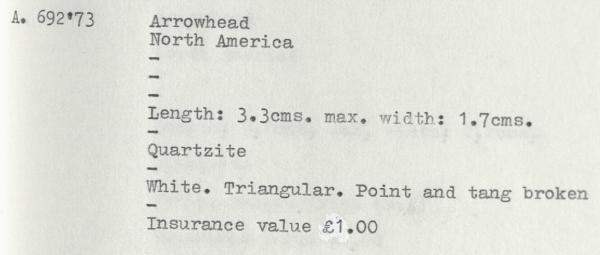 A. 692'73 Arrowhead
North America
-
-
-
Length: 3.3cms. max. width: 1.7cms.
-
Quartzite
-
White. Triangular. Point and tang broken
-
Insurance value £1.00